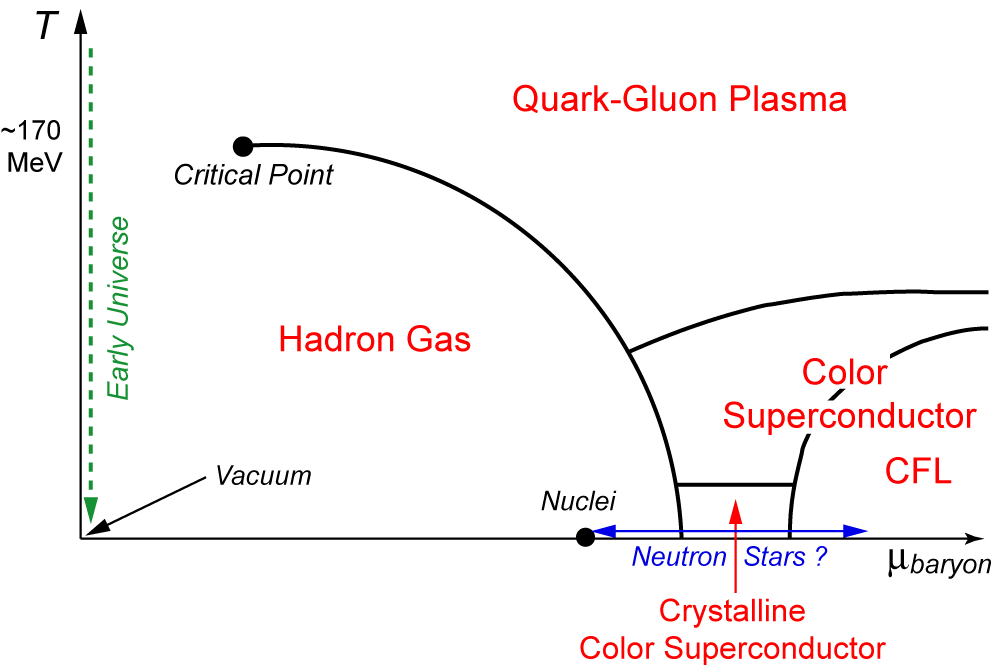 T
Quark-Gluon Plasma
~170
MeV
Critical Point
Early Universe
Hadron Gas
Color
Superconductor
CFL
Vacuum
Nuclei
Neutron Stars ?
μbaryon
Crystalline
Color Superconductor